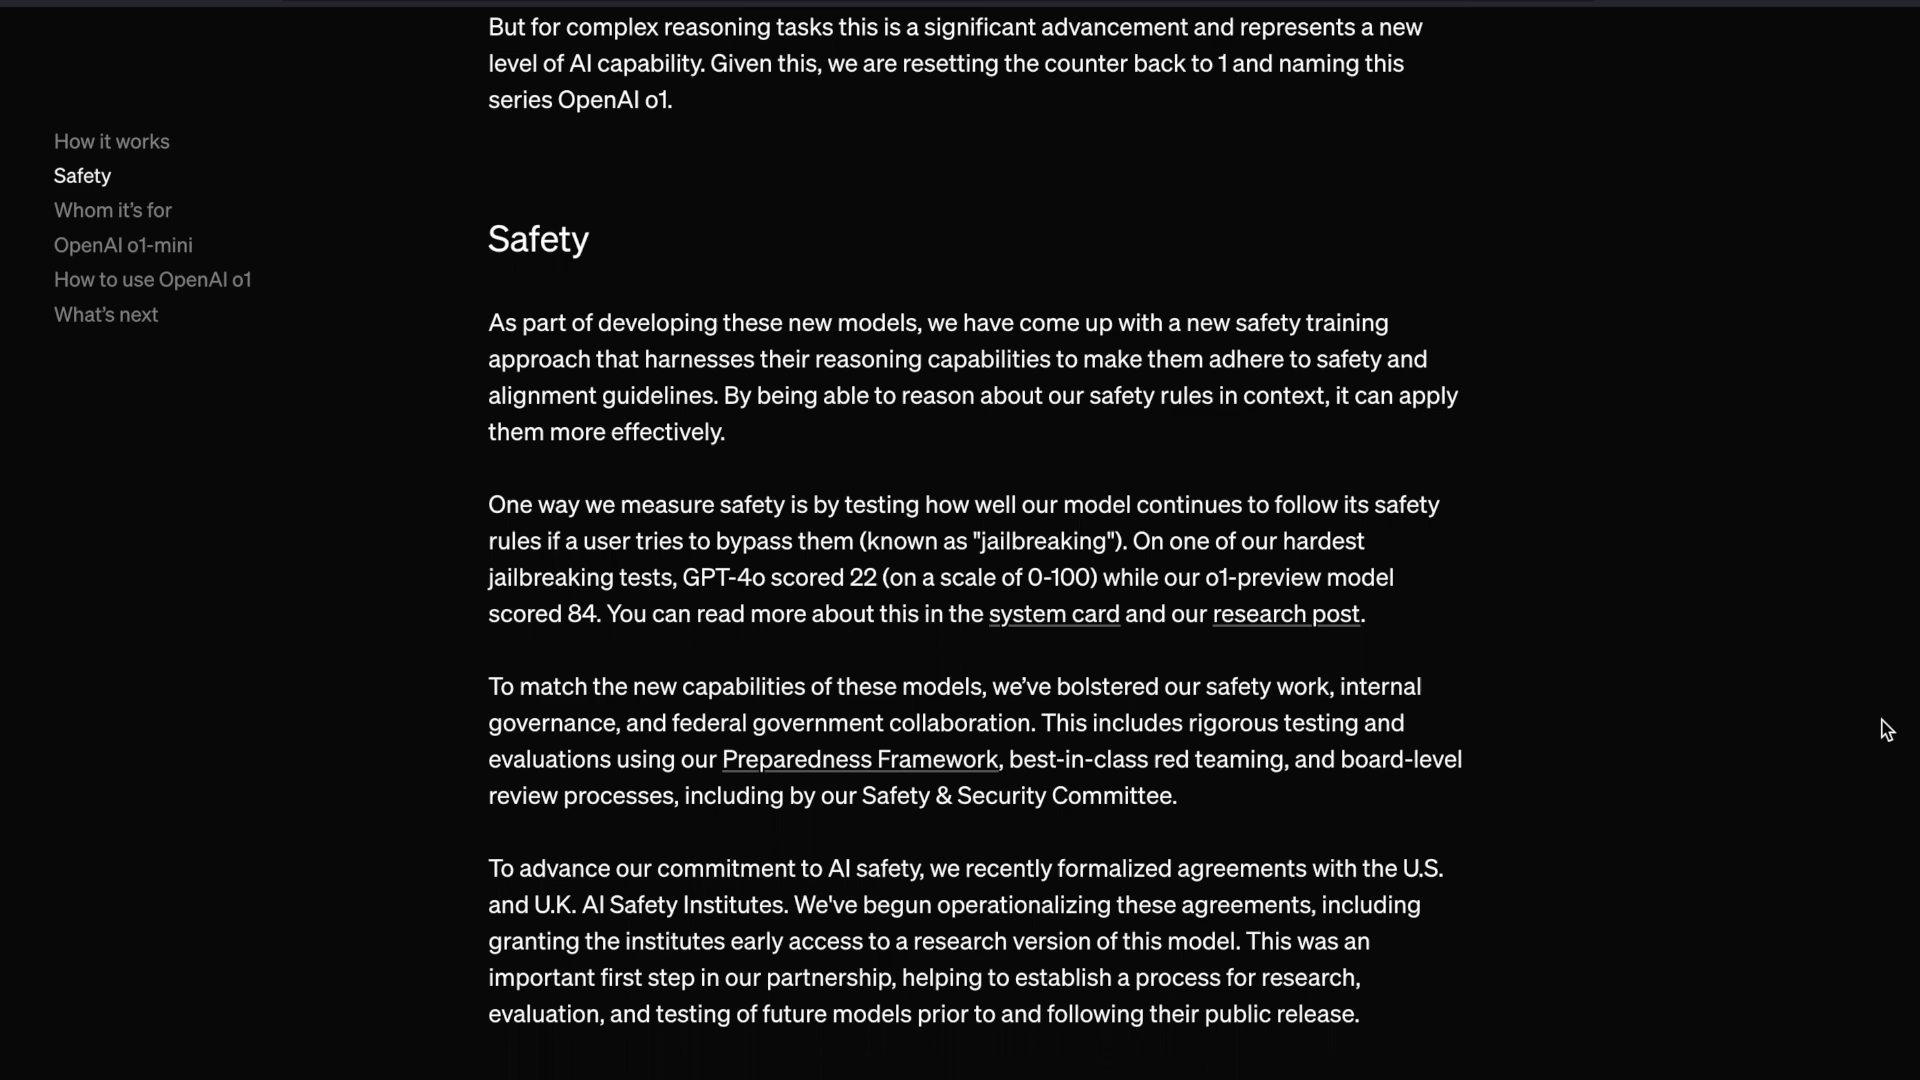 But for complex reasoning tasks this is a significant advancement and represents a new
level of AI capability. Given this, we are resetting the counter back to 1 and naming this
series OpenAI o1.
How it works
Safety
Whom it’s for
OpenAI o1-mini
How to use OpenAI o1
What’s next
Safety
As part of developing these new models, we have come up with a new safety training
approach that harnesses their reasoning capabilities to make them adhere to safety and
alignment guidelines. By being able to reason about our safety rules in context, it can apply
them more effectively.
One way we measure safety is by testing how well our model continues to follow its safety
rules if a user tries to bypass them (known as "jailbreaking"). On one of our hardest
jailbreaking tests, GPT-4o scored 22 (on a scale of 0-100) while our o1-preview model
scored 84. You can read more about this in the system card and our research post.
To match the new capabilities of these models, we’ve bolstered our safety work, internal
governance, and federal government collaboration. This includes rigorous testing and
evaluations using our Preparedness Framework, best-in-class red teaming, and board-level
review processes, including by our Safety & Security Committee.
To advance our commitment to AI safety, we recently formalized agreements with the U.S.
and U.K. AI Safety Institutes. We've begun operationalizing these agreements, including
granting the institutes early access to a research version of this model. This was an
important first step in our partnership, helping to establish a process for research,
evaluation, and testing of future models prior to and following their public release.